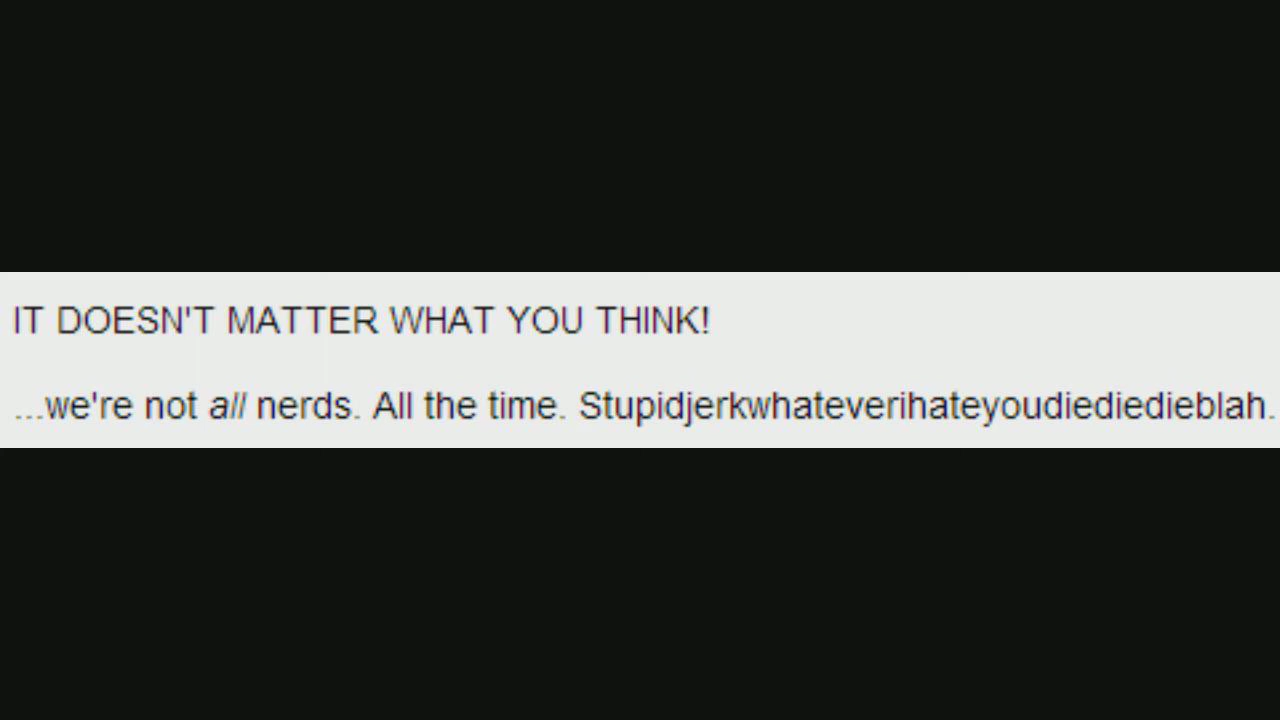 IT DOESN'T MATTER WHAT YOU THINK!
...we're not all nerds. All the time. Stupidjerkwhateverihateyoudiediedieblah.